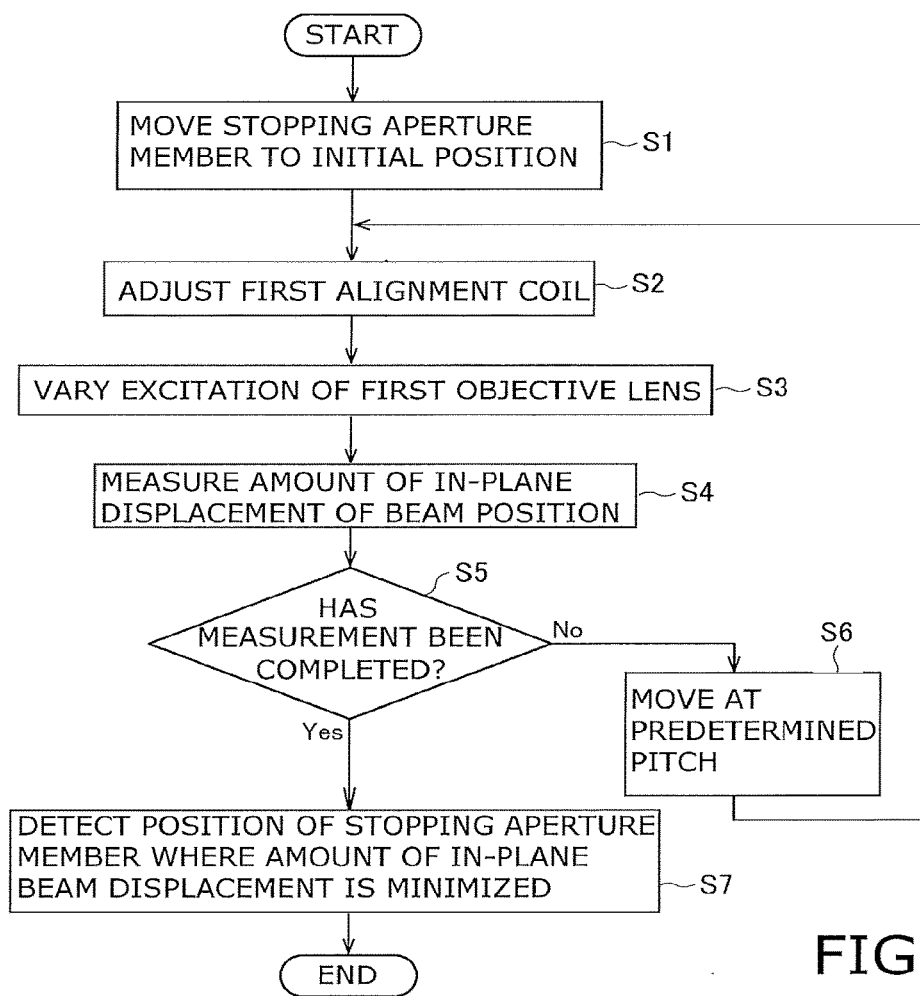 START
MOVE STOPPING APERTURE
MEMBER TO INITIAL POSITION
S1
ADJUST FIRST ALIGNMENT COIL
S2
VARY EXCITATION OF FIRST OBJECTIVE LENS
S3
MEASURE AMOUNT OF IN-PLANE
DISPLACEMENT OF BEAM POSITION
S4
S5
HAS
MEASUREMENT BEEN
COMPLETED?
No
S6
MOVE AT
PREDETERMINED
PITCH
Yes
DETECT POSITION OF STOPPING APERTURE
MEMBER WHERE AMOUNT OF IN-PLANE
BEAM DISPLACEMENT IS MINIMIZED
S7
END
FIG